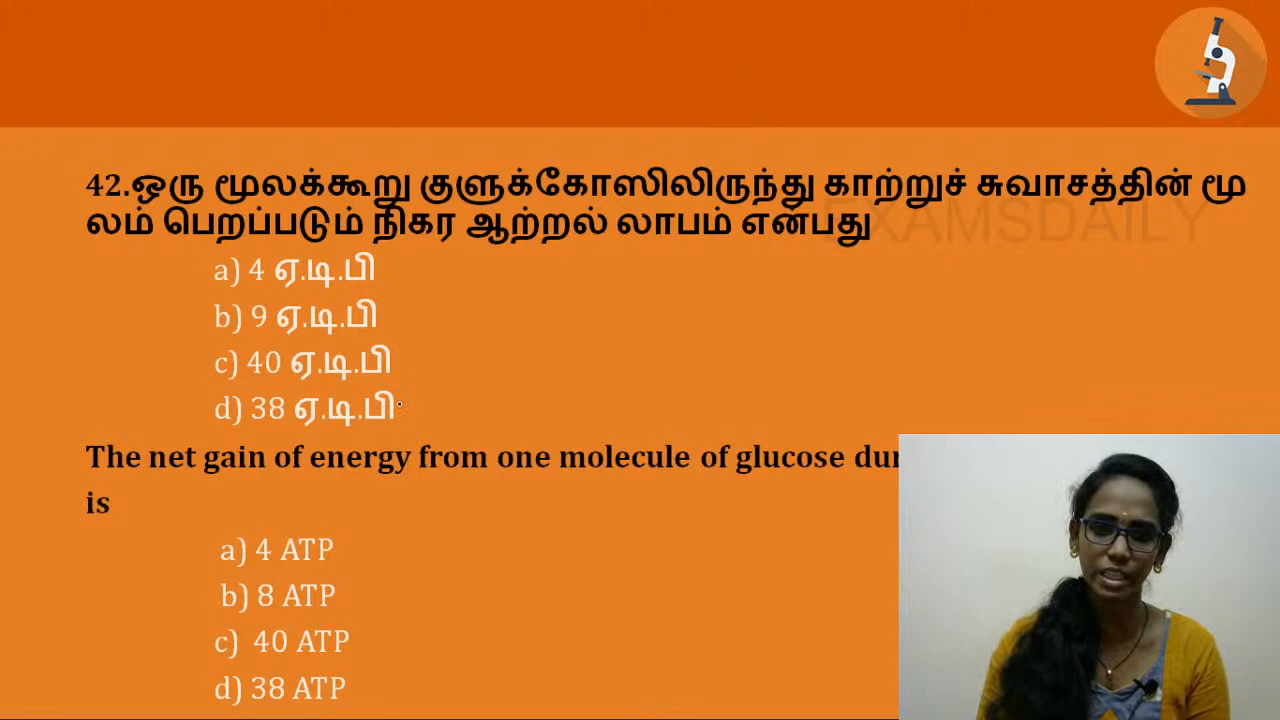 42.ஒரு மூலக்கூறு குளுக்கோஸிலிருந்து காற்றுச் சுவாசத்தின் மூ
லம் பெறப்படும் நிகர ஆற்றல் லாபம் என்பது
EXAMSDAILY
a) 4 ஏ.டி.பி
b) 9 ஏ.டி.பி
c) 40 ஏ.டி.பி
d) 38 ஏ.டி.பி
The net gain of energy from one molecule of glucose
is
a) 4 ATP
b) 8 ATP
c) 40 ATP
d) 38 ATP